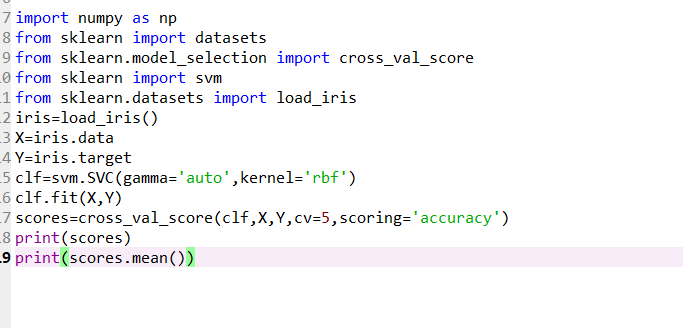 7 import numpy as np
8 from sklearn import datasets
9 from sklearn.model_selection import cross_val_score
0 from sklearn import svm
1 from sklearn.datasets import load_iris
2 iris=load_iris()
3 X=iris.data
4 Y=iris.target
5 clf=svm.SVC(gamma='auto',kernel='rbf')
6 clf.fit(X,Y)
7 scores=cross_val_score(clf,X,Y,cv=5,scoring='accuracy')
8 print(scores)
9 print(scores.mean())